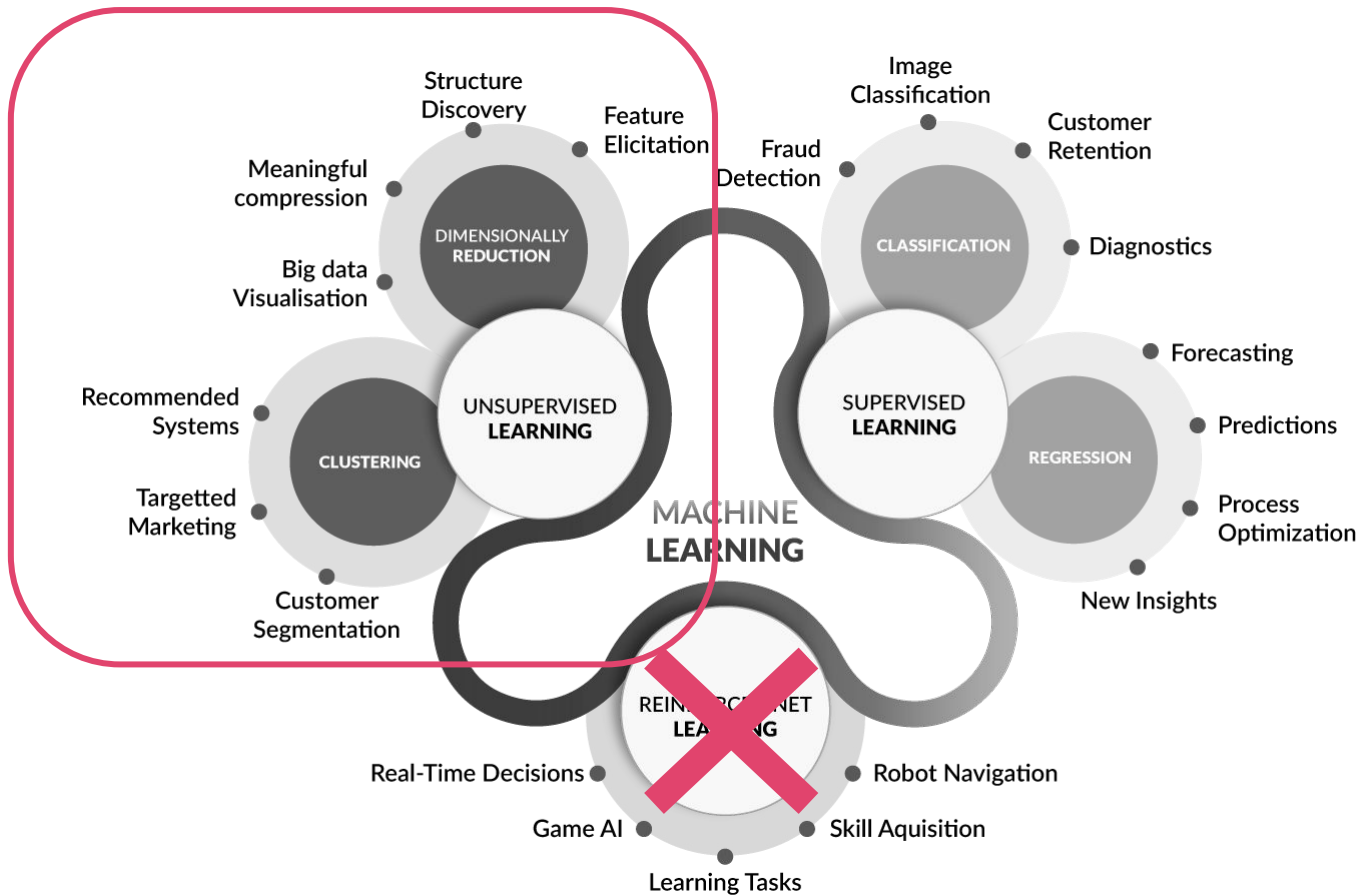 Structure
Discovery
Feature
Elicitation
Meaningful
compression
DIMENSIONALLY
REDUCTION
Big data
Visualisation
Recommended
Systems
UNSUPERVISED
LEARNING
CLUSTERING
Targetted
Marketing
Customer
Segmentation
Image
Classification
Customer
Retention
Fraud
Detection
CLASSIFICATION
Diagnostics
Forecasting
SUPERVISED
LEARNING
Predictions
REGRESSION
Process
Optimization
New Insights
MACHINE
LEARNING
LEARNING
Real-Time Decisions
Robot Navigation
Game AI
Skill Aquisition
Learning Tasks